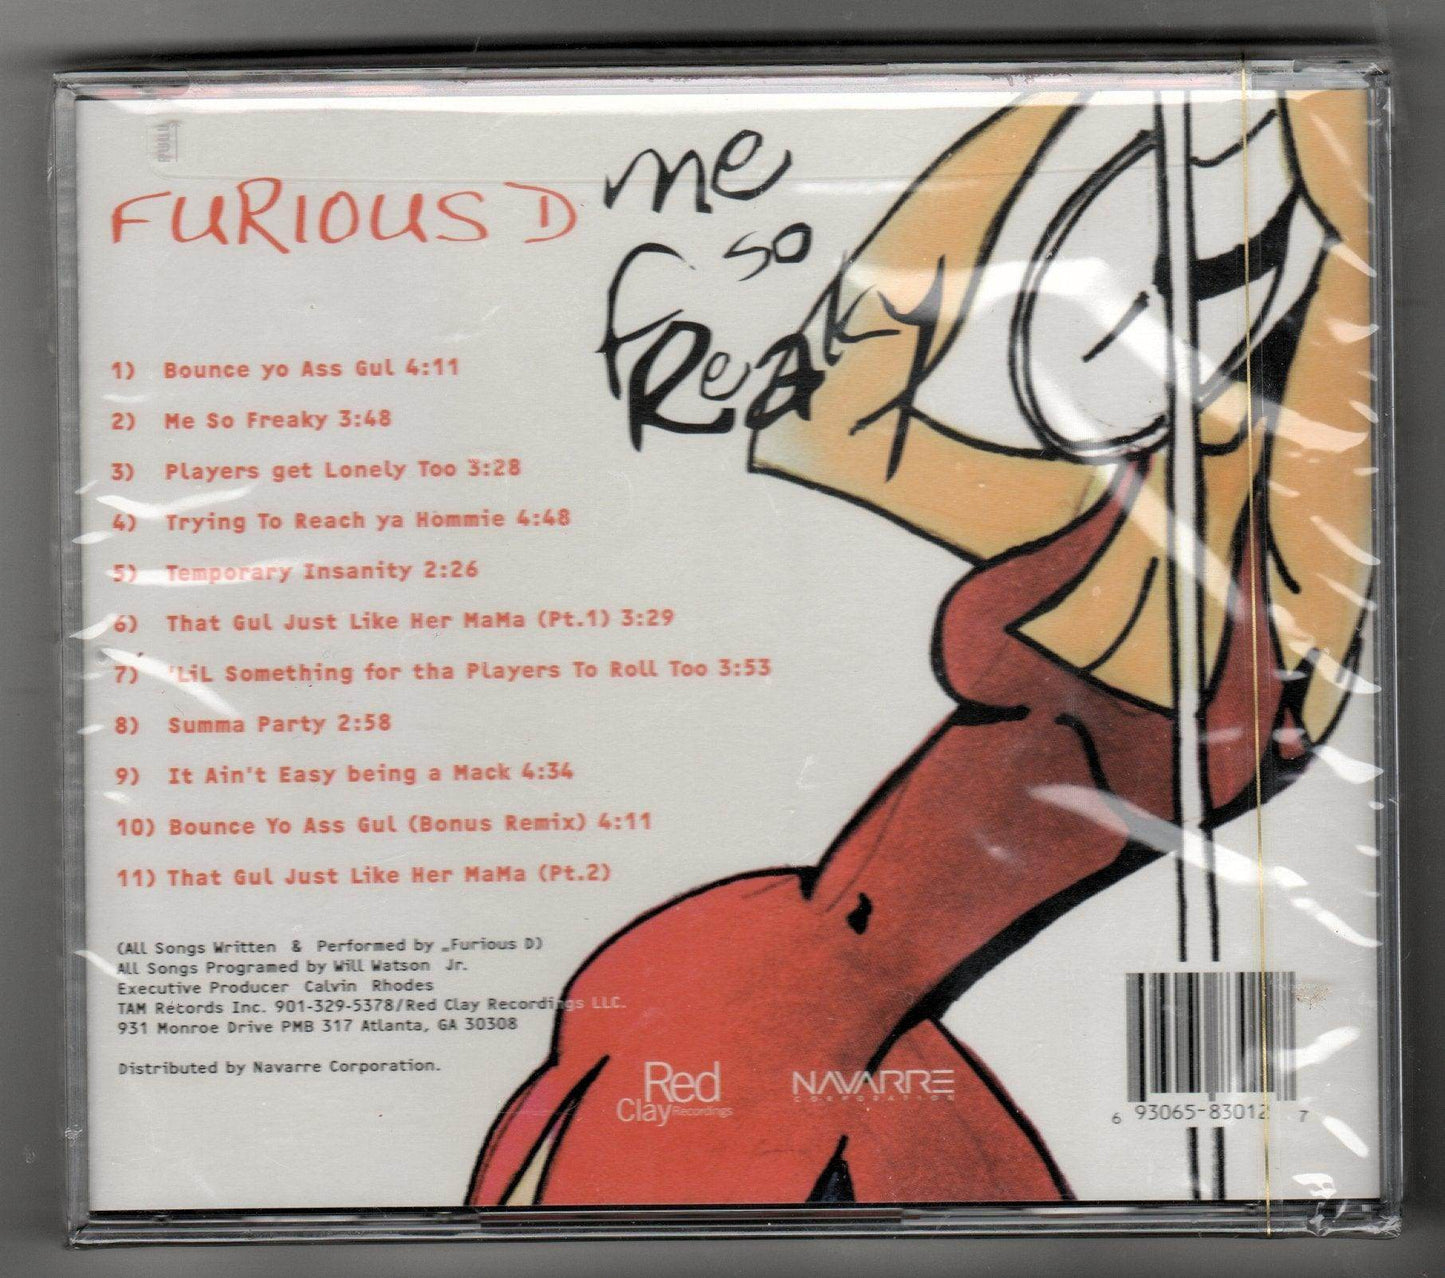 FURIOUS D
me
so
freaky
1) Bounce yo Ass Gul 4:11
2) Me So Freaky 3:48
3) Players get Lonely Too 3:28
4) Trying To Reach ya Hommie 4:48
5) Temporary Insanity 2:26
6) That Gul Just Like Her MaMa (Pt.1) 3:29
7) 'LiL Something for tha Players To Roll Too 3:53
8) Summa Party 2:58
9) It Ain't Easy being a Mack 4:34
10) Bounce Yo Ass Gul (Bonus Remix) 4:11
11) That Gul Just Like Her MaMa (Pt.2)
(All Songs Written & Performed by „Furious D)
All Songs Programed by Will Watson Jr.
Executive Producer Calvin Rhodes
TAM Records Inc. 901-329-5378/Red Clay Recordings LLC.
931 Monroe Drive PMB 317 Atlanta, GA 30308
Distributed by Navarre Corporation.
Red
Clay Recordings
NAVARRE
CORPORATION
6 93065-83012 7